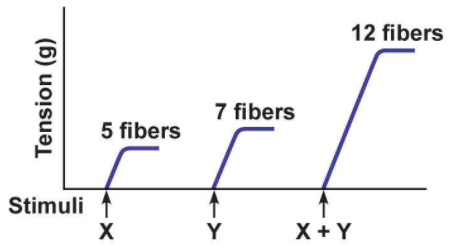 12 fibers
Tension (g)
5 fibers
7 fibers
Stimuli
X
Y
X + Y